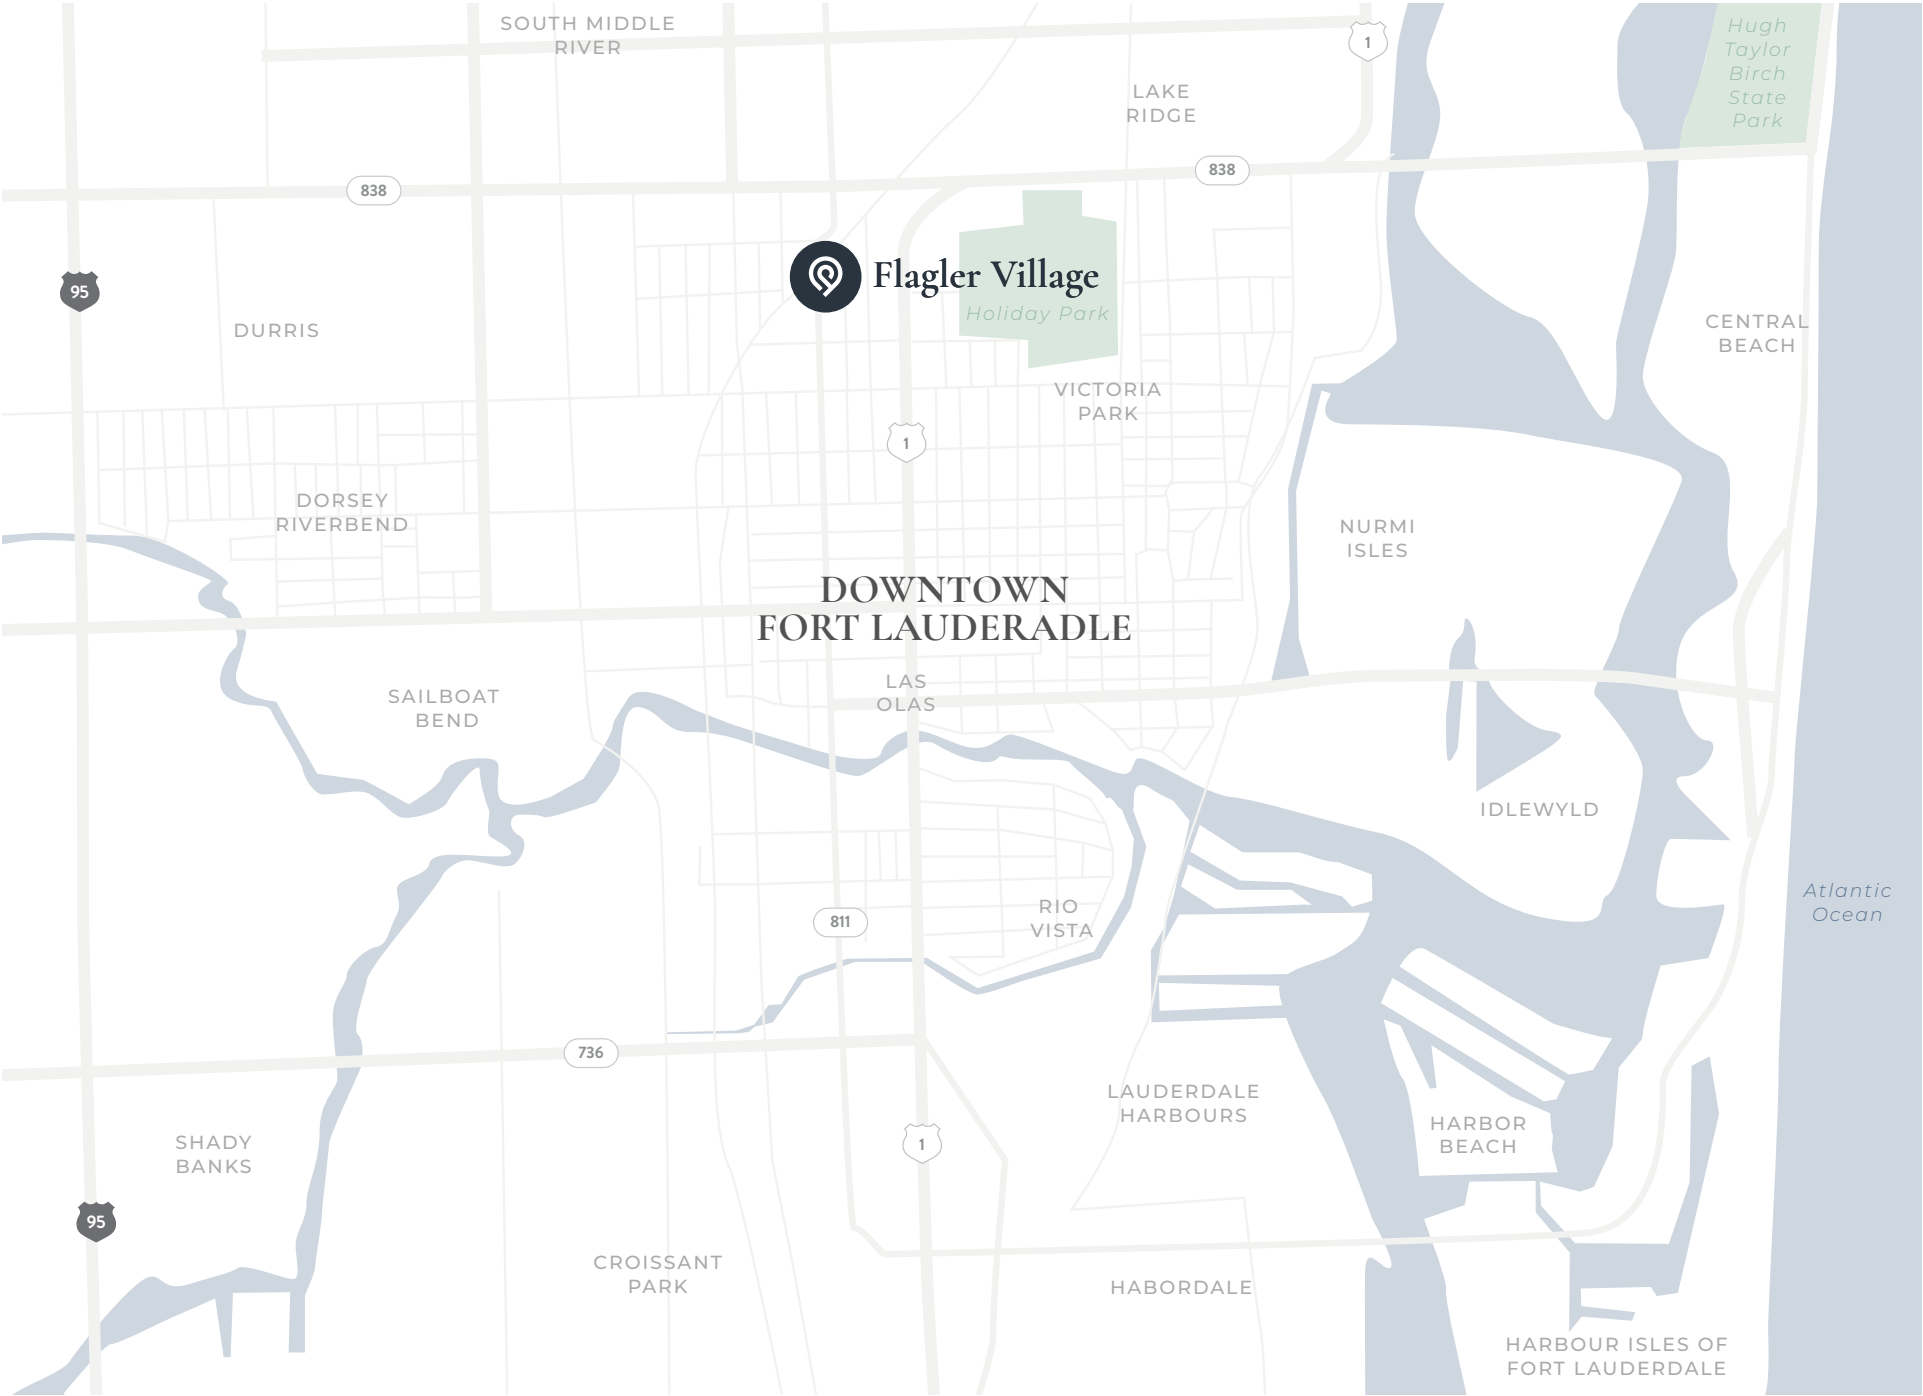 SOUTH MIDDLE
RIVER
1
Hugh
Taylor
Birch
State
Park
LAKE
RIDGE
838
838
95
Flagler Village
Holiday Park
DURRIS
CENTRAL
BEACH
VICTORIA
PARK
1
DORSEY
RIVERBEND
NURMI
ISLES
DOWNTOWN
FORT LAUDERADLE
LAS
OLAS
SAILBOAT
BEND
IDLEWYLD
Atlantic
Ocean
RIO
VISTA
811
736
LAUDERDALE
HARBOURS
HARBOR
BEACH
1
SHADY
BANKS
95
CROISSANT
PARK
HABORDALE
HARBOUR ISLES OF
FORT LAUDERDALE